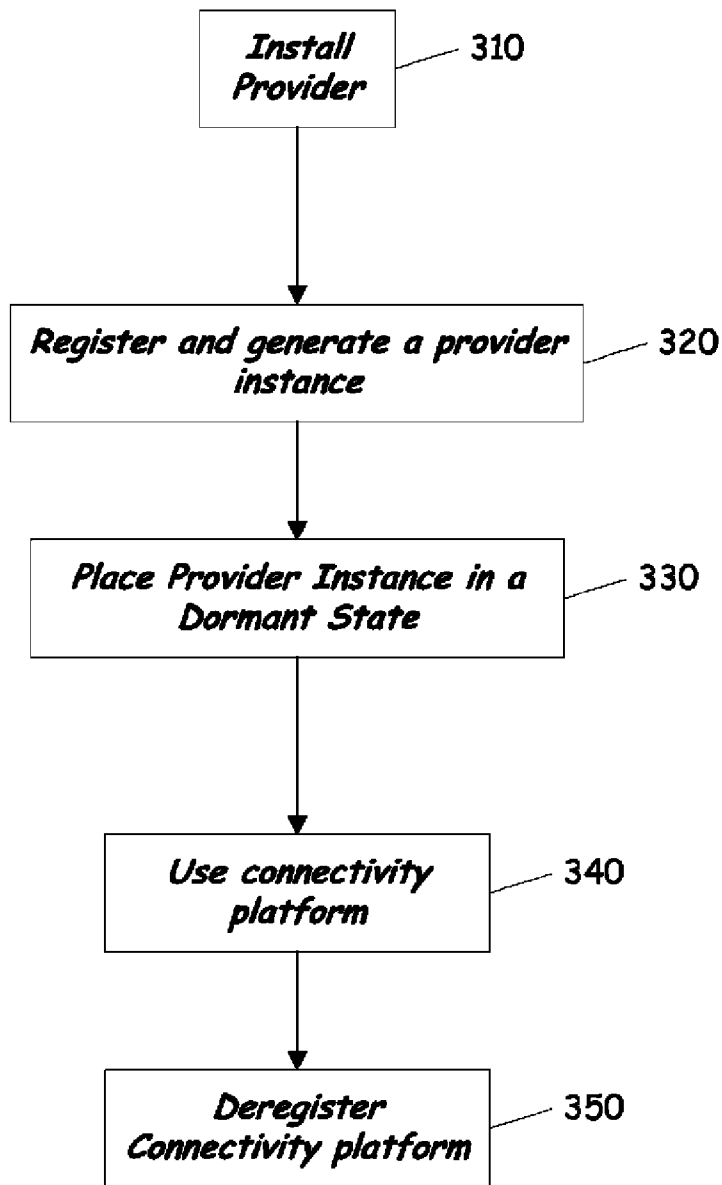 Install
Provider
310
Register and generate a provider
instance
320
Place Provider Instance in a
Dormant State
330
Use connectivity
platform
340
Deregister
Connectivity platform
350